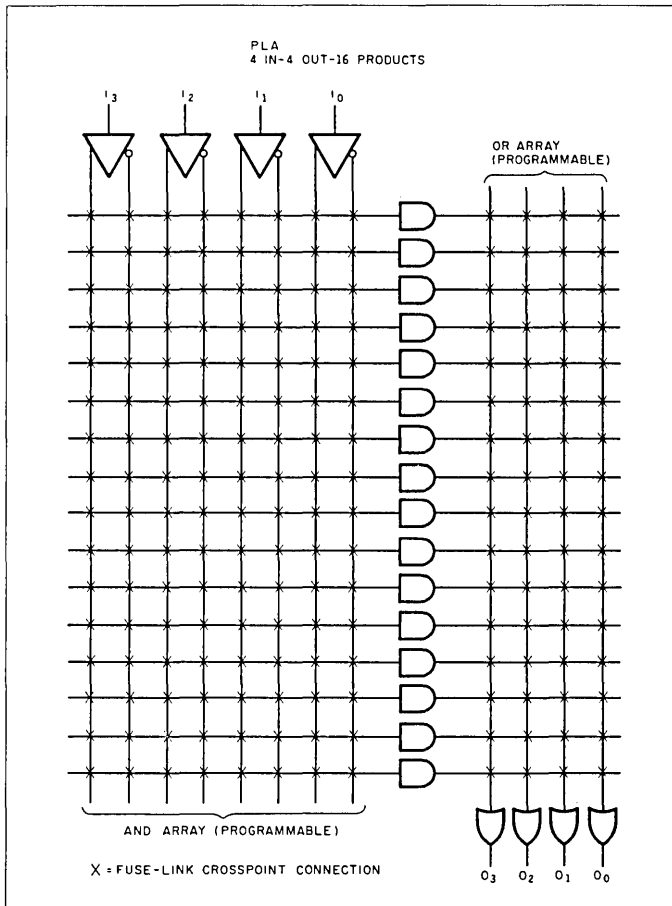 PLA
4 IN-4 OUT-16 PRODUCTS
I3 I2 I1 I0
OR ARRAY
(PROGRAMMABLE)
AND ARRAY (PROGRAMMABLE)
X = FUSE-LINK CROSSPOINT CONNECTION
O3 O2 O1 O0